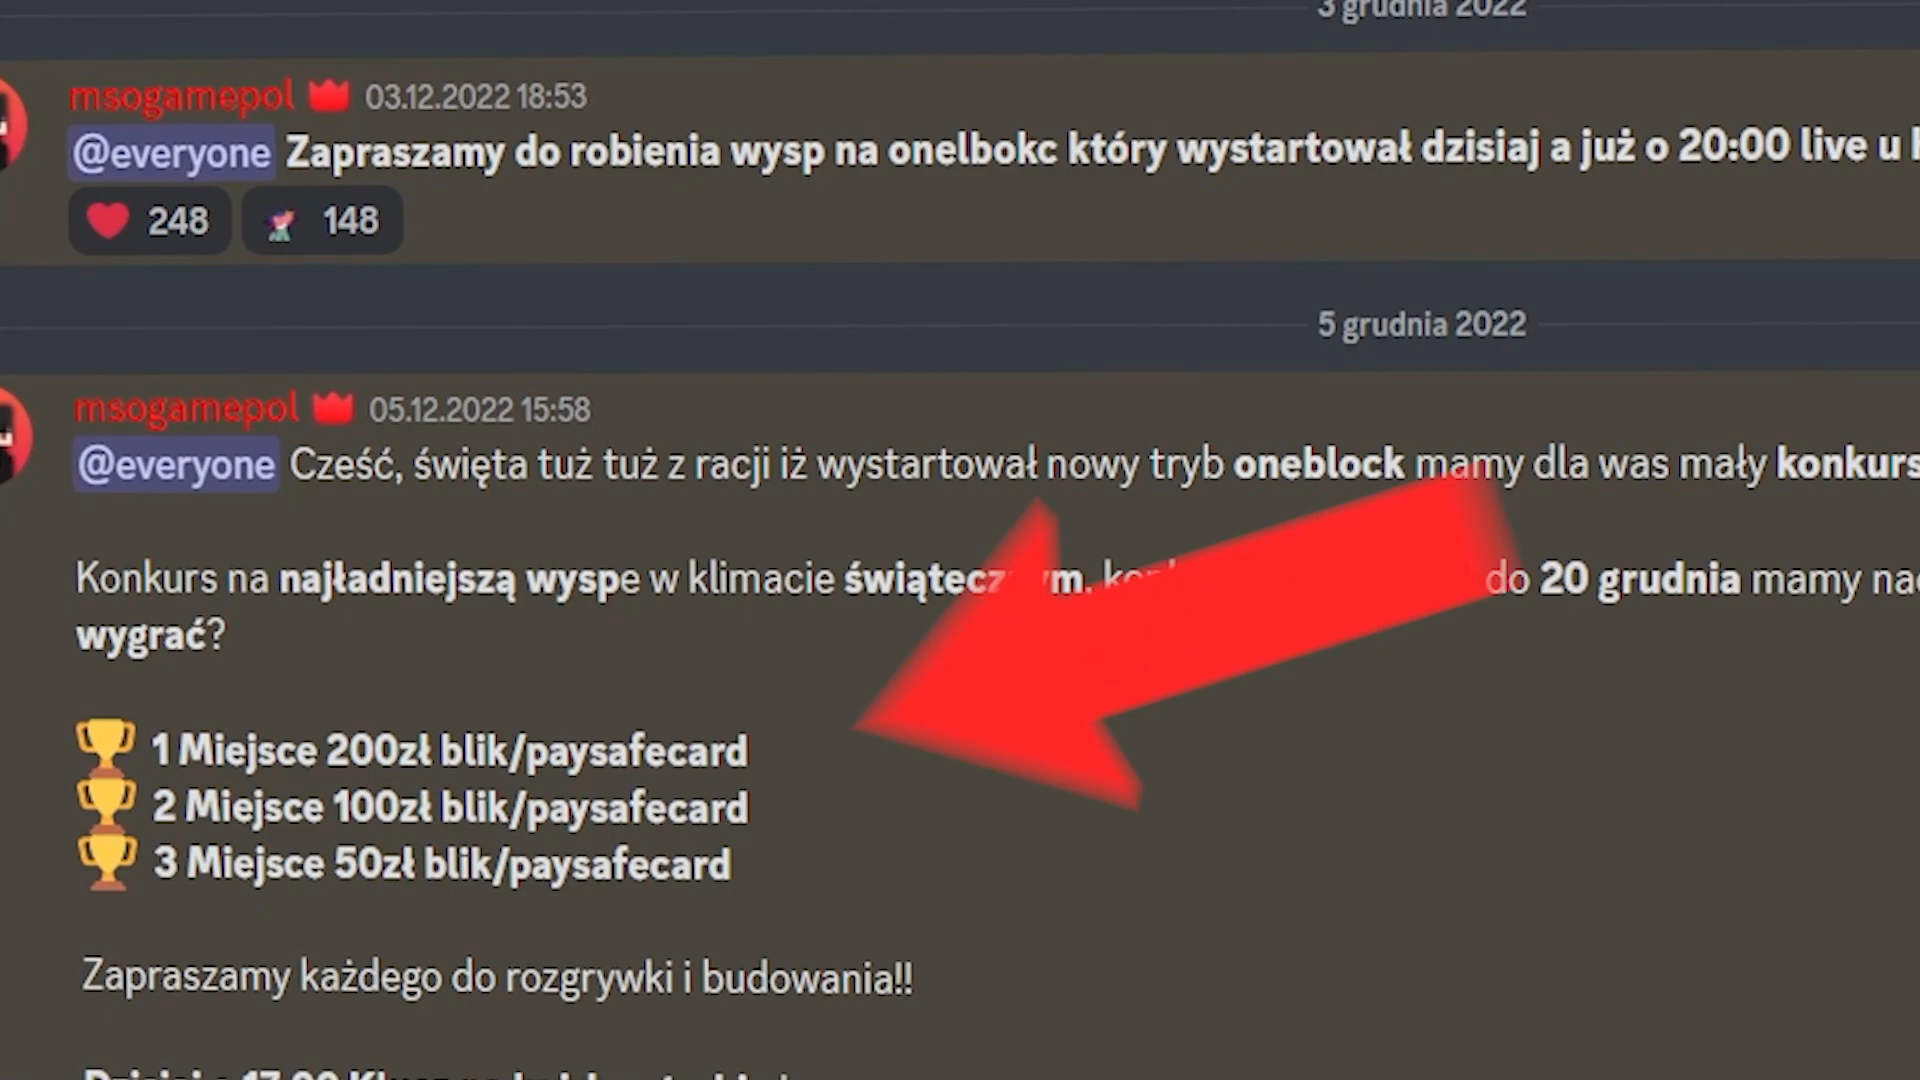 3 grudnia 2022
msogamepol 03.12.2022 18:53
@everyone Zapraszamy do robienia wysp na onelbokc który wystartował dzisiaj a już o 20:00 live u
248 148
5 grudnia 2022
msogamepol 05.12.2022 15:58
@everyone Cześć, święta tuż tuż z racji iż wystartował nowy tryb oneblock mamy dla was mały konkurs
Konkurs na najładniejszą wyspe w klimacie do 20 grudnia mamy
wygrać?
1 Miejsce 200zł blik/paysafecard
2 Miejsce 100zł blik/paysafecard
3 Miejsce 50zł blik/paysafecard
Zapraszamy każdego do rozgrywki i budowania!!